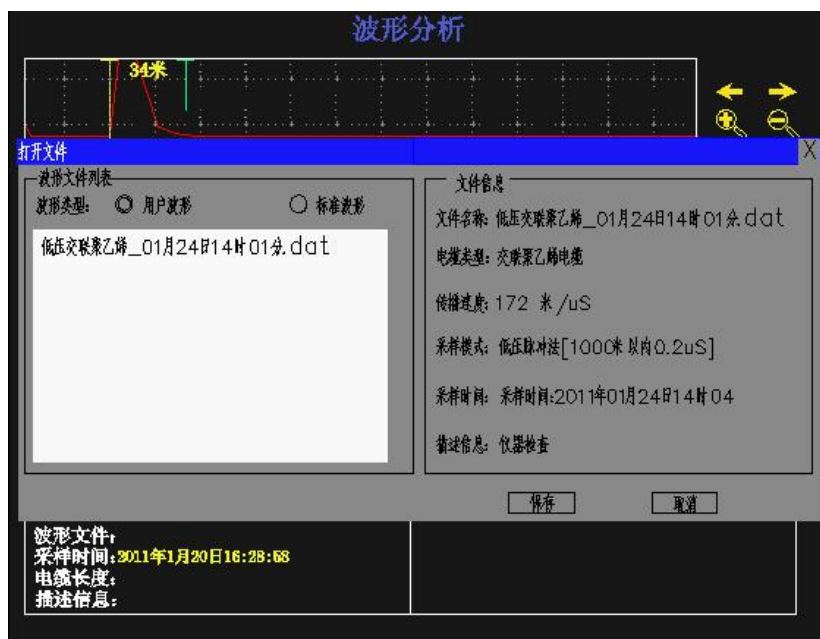 波形分析
34米
打开文件
X
波形文件列表
波形类型: 用户波形 标准波形
低压交联聚乙烯_01月24日14时01分.dat
文件信息
文件名称: 低压交联聚乙烯_01月24日14时01分.dat
电缆类型: 交联聚乙烯电缆
传播速度: 172 米/uS
采样模式: 低压脉冲法[1000米以内0.2uS]
采样时间: 采样时间:2011年01月24日14时04
描述信息: 仪器检查
保存 取消
波形文件:
采样时间:2011年1月20日16:28:58
电缆长度:
描述信息: